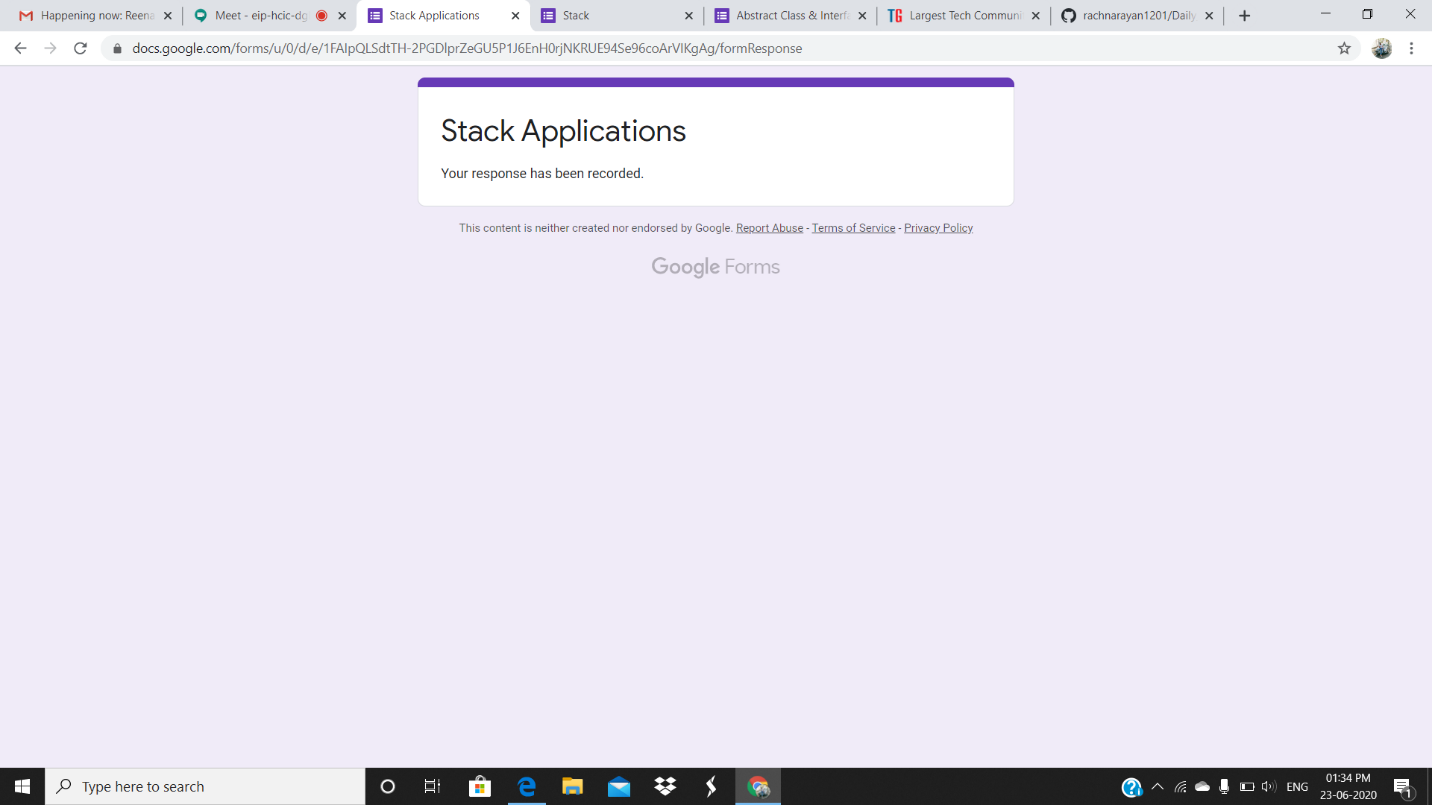 Happening now: Reena
Meet - eip-hcic-dg
Stack Applications
Stack
Abstract Class & Interfa
TG Largest Tech Communi
rachnarayan1201/Daily
docs.google.com/forms/u/0/d/e/1FAIpQLSdtTH-2PGDlprZeGU5P1J6EnH0rjNKRUE94Se96coArVlKgAg/formResponse
Stack Applications
Your response has been recorded.
This content is neither created nor endorsed by Google. Report Abuse - Terms of Service - Privacy Policy
Google Forms
Type here to search
ENG
01:34 PM
23-06-2020
1